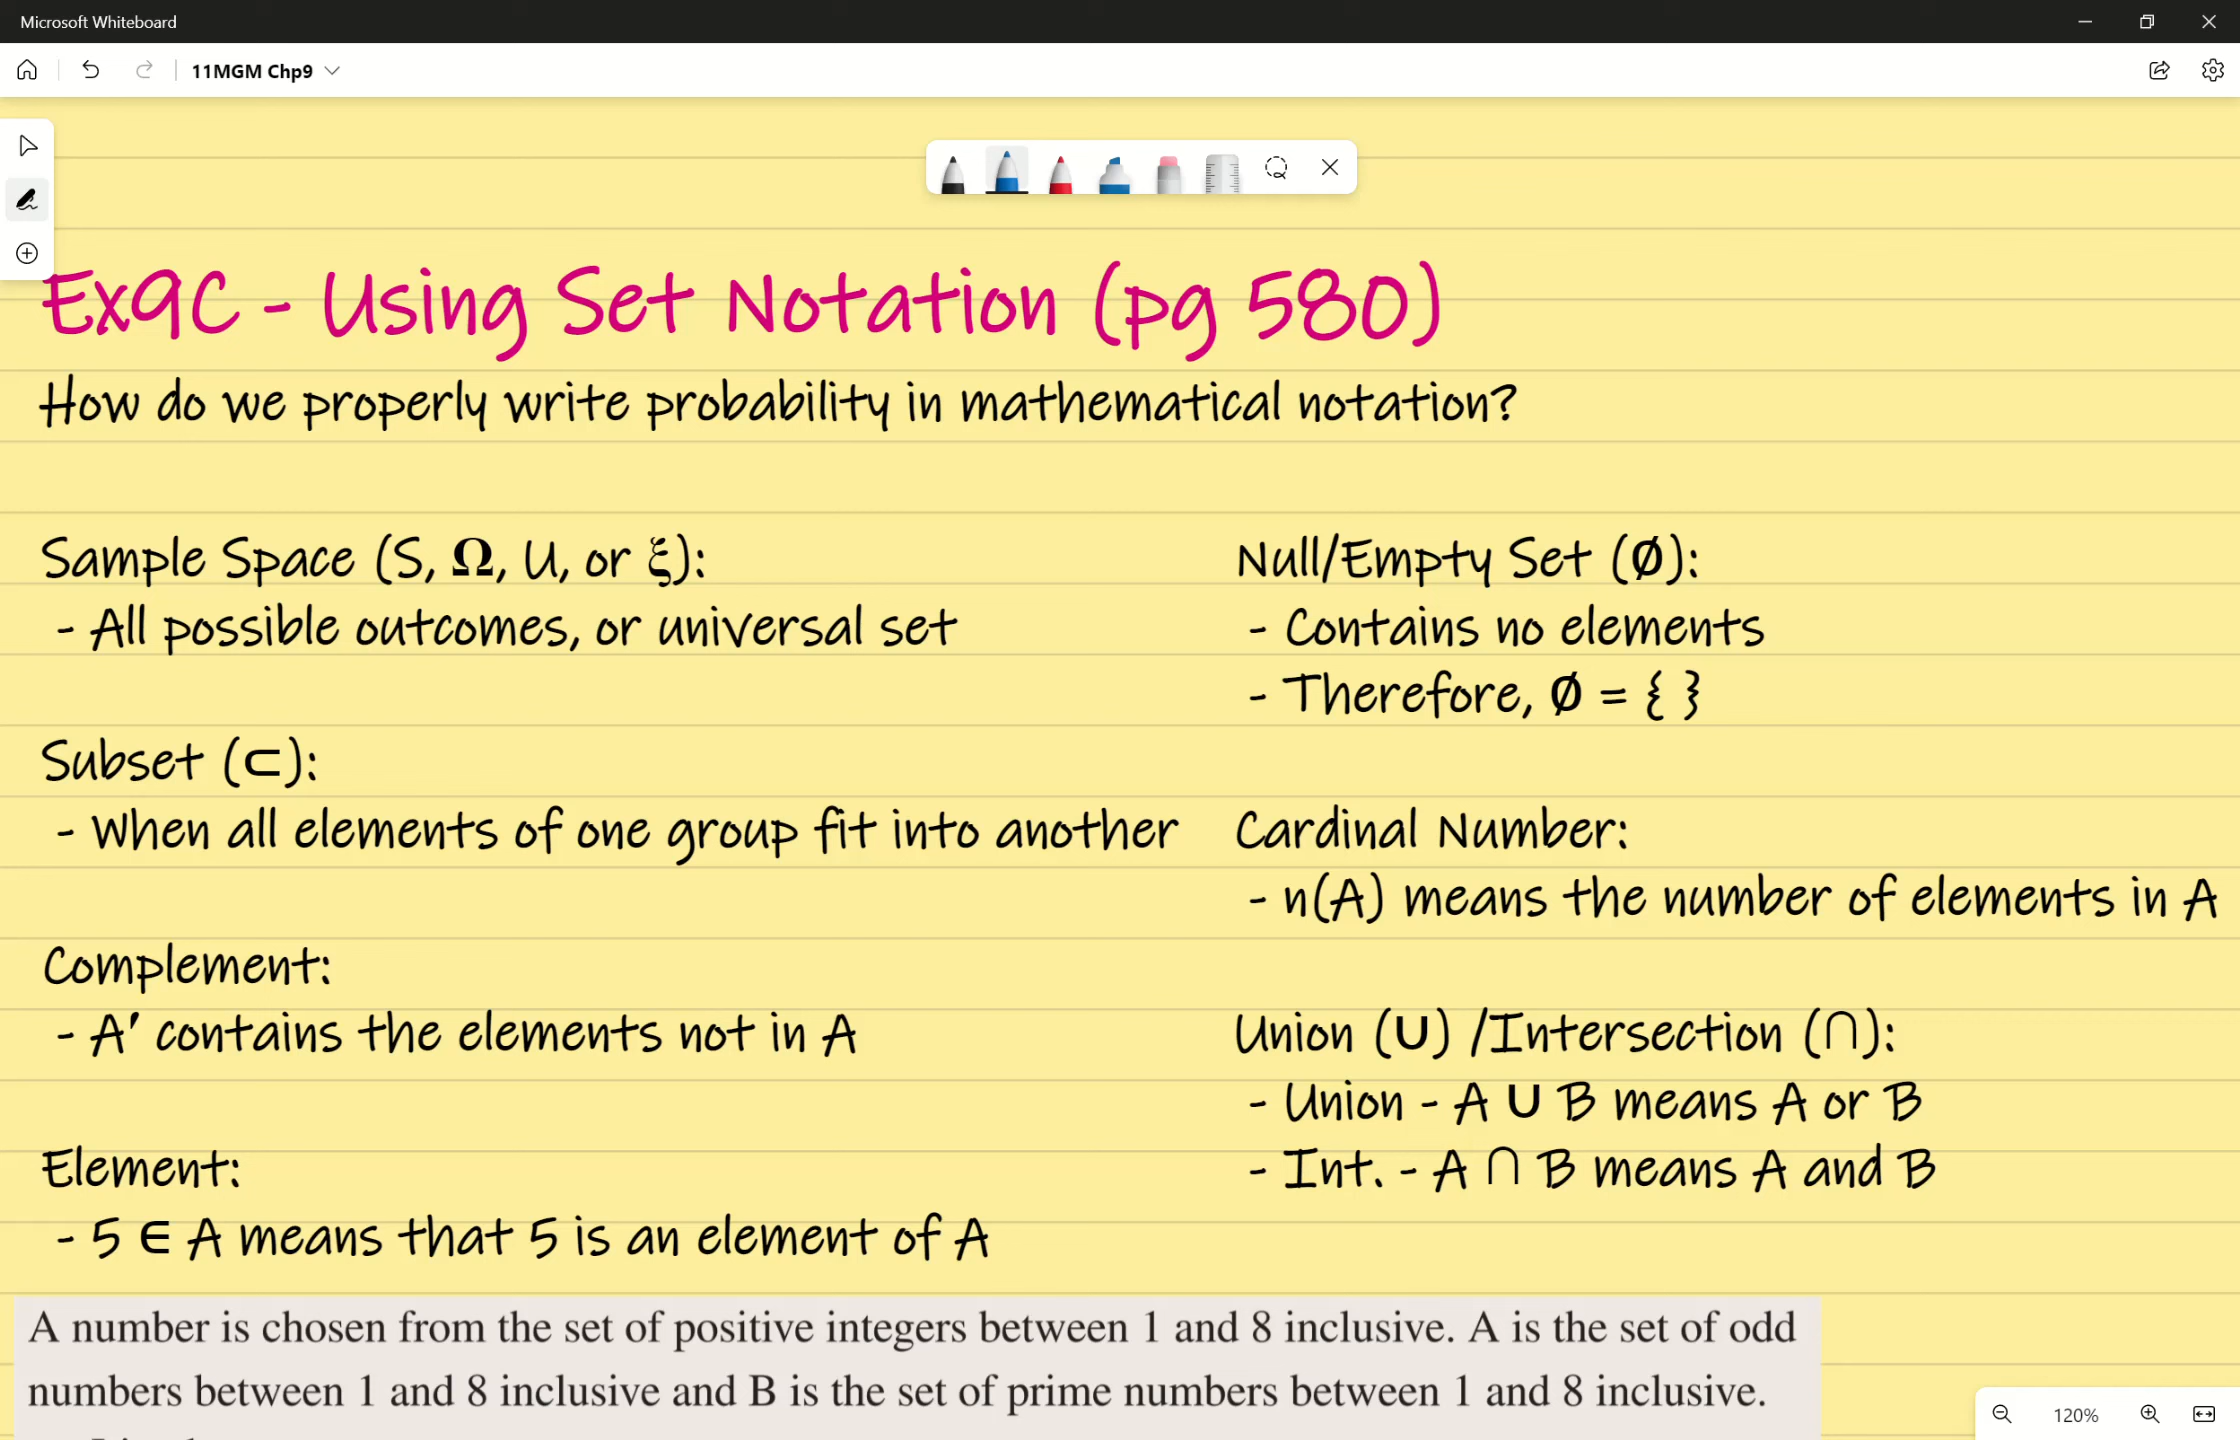 Microsoft Whiteboard
11MGM Chp9
Ex9C - Using Set Notation (pg 580)
How do we properly write probability in mathematical notation?
Sample Space (S, Ω, U, or ξ):
- All possible outcomes, or universal set
Subset (⊂):
- When all elements of one group fit into another
Complement:
- A' contains the elements not in A
Element:
- 5 ∈ A means that 5 is an element of A
Null/Empty Set (Ø):
- Contains no elements
- Therefore, Ø = { }
Cardinal Number:
- n(A) means the number of elements in A
Union (∪) /Intersection (∩):
- Union - A ∪ B means A or B
- Int. - A ∩ B means A and B
A number is chosen from the set of positive integers between 1 and 8 inclusive. A is the set of odd
numbers between 1 and 8 inclusive and B is the set of prime numbers between 1 and 8 inclusive.
120%